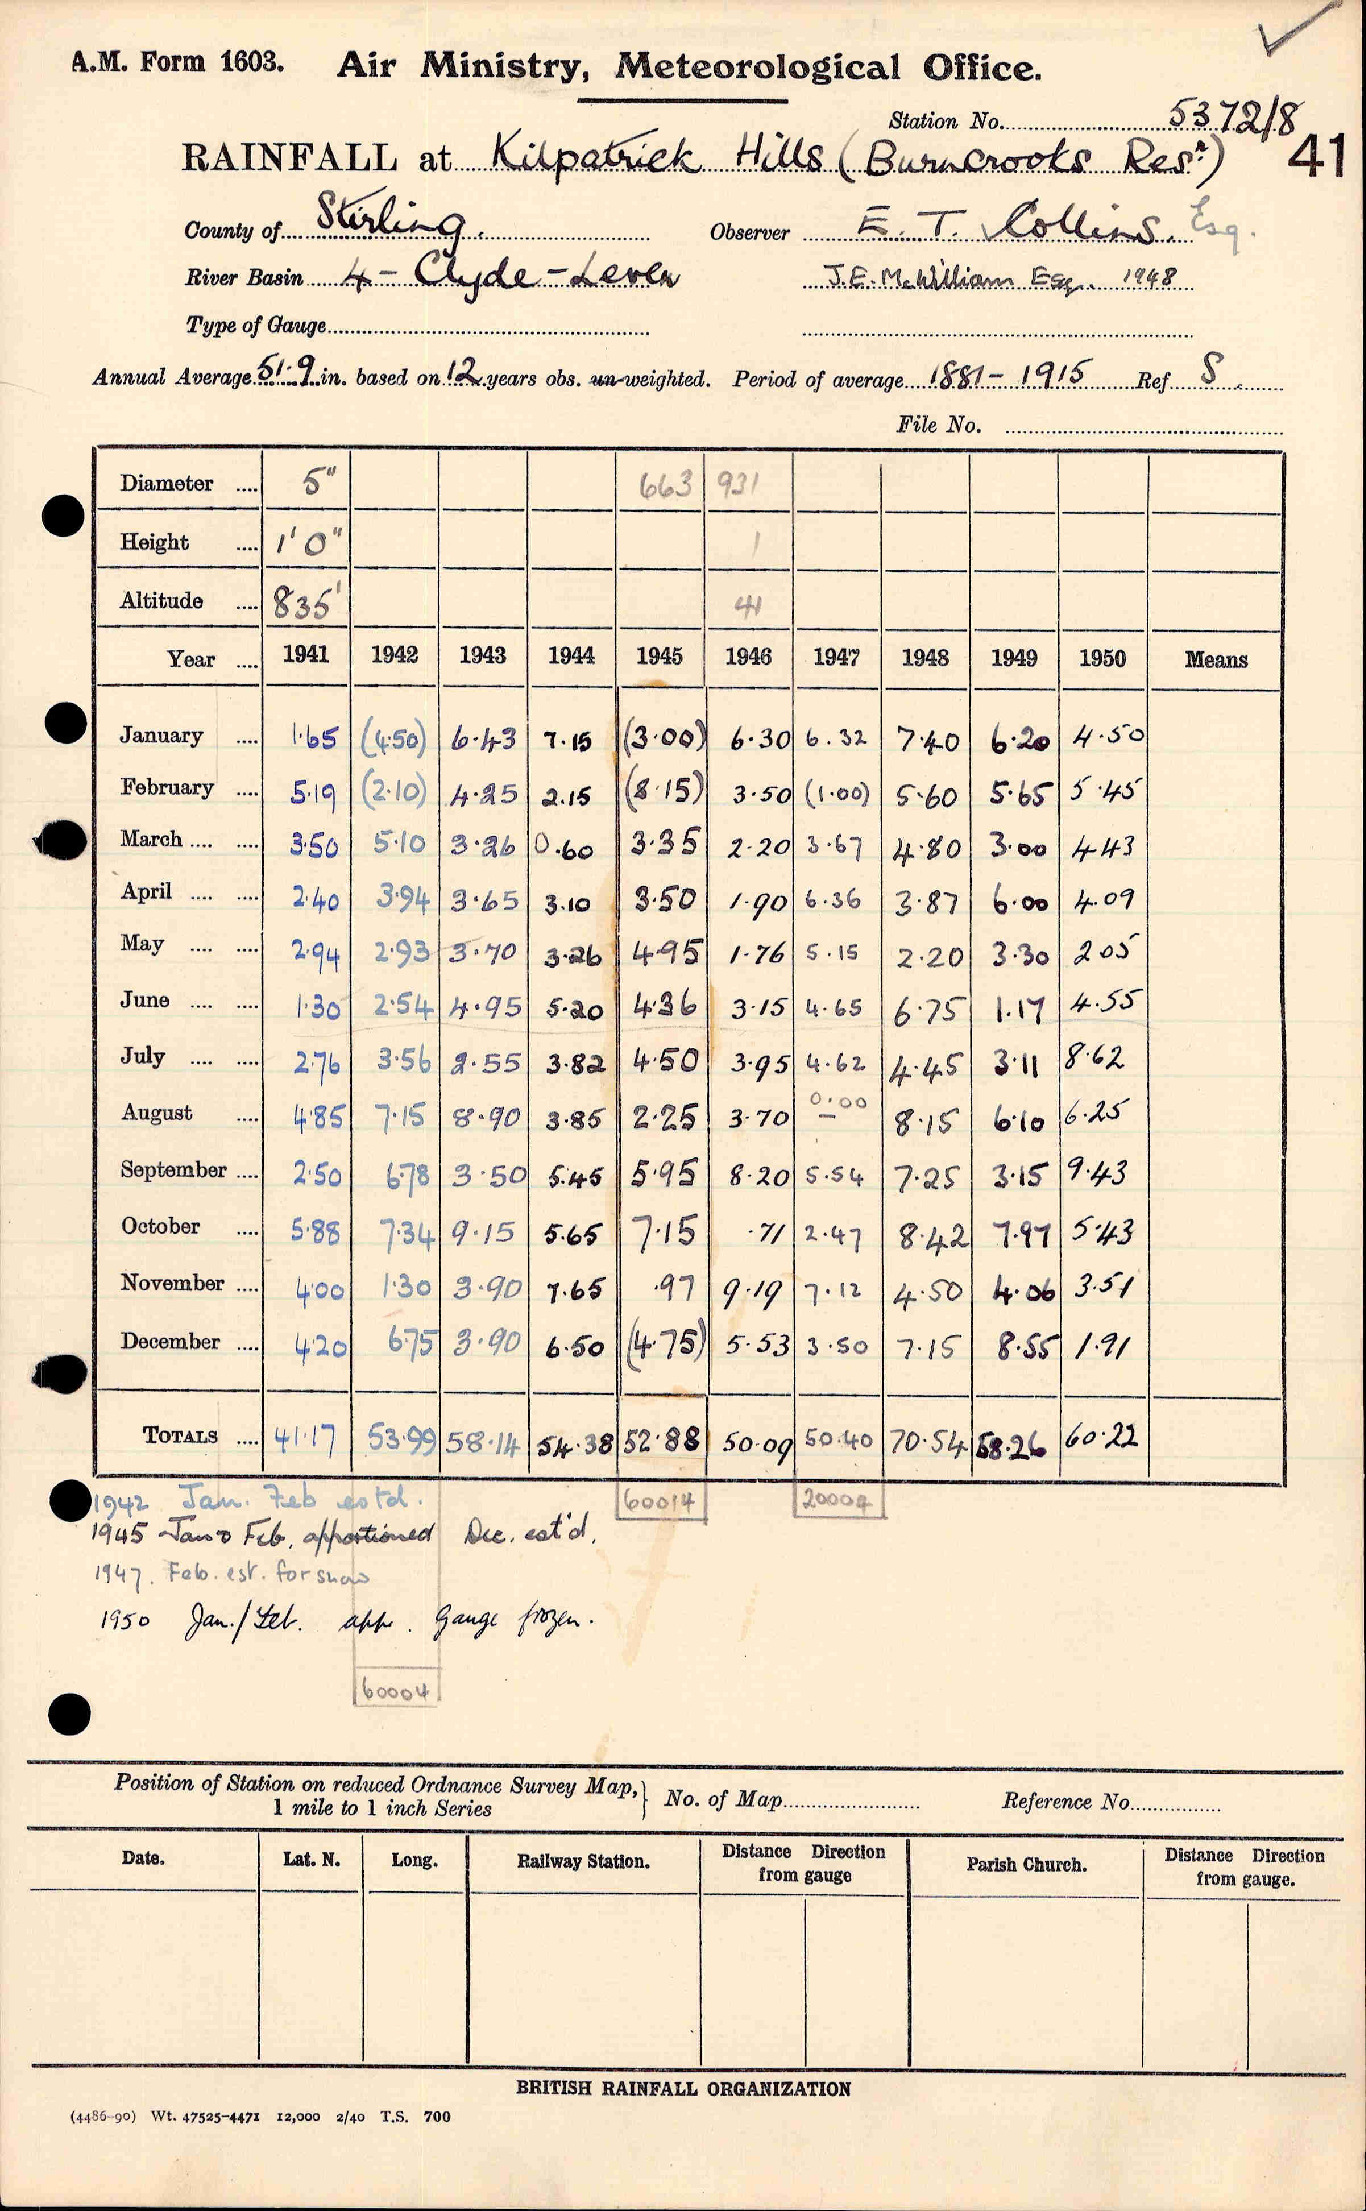 A.M. Form 1603. Air Ministry, Meteorological Office.
Station No. 5372/8
RAINFALL at Kilpatrick Hills (Burncrooks Resr) 41
County of Stirling. Observer E. T. Collins. Esq.
River Basin 4 - Clyde - Leven J.E. McWilliam Esq. 1948
Type of Gauge
Annual Average 51.9 in. based on 12 years obs. un-weighted. Period of average 1881 - 1915 Ref S.
File No.
Diameter .... 5" 663 931
Height .... 1' 0" 1
Altitude .... 835' 41
Year .... 1941 1942 1943 1944 1945 1946 1947 1948 1949 1950 Means
January .... 1.65 (4.50) 6.43 7.15 (3.00) 6.30 6.32 7.40 6.20 4.50
February .... 5.19 (2.10) 4.25 2.15 (8.15) 3.50 (1.00) 5.60 5.65 5.45
March .... .... 3.50 5.10 3.26 0.60 3.35 2.20 3.67 4.80 3.00 4.43
April .... .... 2.40 3.94 3.65 3.10 3.50 1.90 6.36 3.87 6.00 4.09
May .... .... 2.94 2.93 3.70 3.26 4.95 1.76 5.15 2.20 3.30 2.05
June .... .... 1.30 2.54 4.95 5.20 4.36 3.15 4.65 6.75 1.17 4.55
July .... .... 2.76 3.56 2.55 3.82 4.50 3.95 4.62 4.45 3.11 8.62
August .... 4.85 7.15 8.90 3.85 2.25 3.70 0.00 — 8.15 6.10 6.25
September .... 2.50 6.78 3.50 5.45 5.95 8.20 5.54 7.25 3.15 9.43
October .... 5.88 7.34 9.15 5.65 7.15 .71 2.47 8.42 7.97 5.43
November .... 4.00 1.30 3.90 7.65 .97 9.19 7.12 4.50 4.06 3.51
December .... 4.20 6.75 3.90 6.50 (4.75) 5.53 3.50 7.15 8.55 1.91
TOTALS .... 41.17 53.99 58.14 54.38 52.88 50.09 50.40 70.54 58.26 60.22
1942 Jan. Feb estd. 60014 20004
1945 Jan & Feb. apportioned Dec. est'd.
1947. Feb. est. for snow
1950 Jan./Feb. app. Gauge frozen.
60004
Position of Station on reduced Ordnance Survey Map, 1 mile to 1 inch Series } No. of Map Reference No.
Date. Lat. N. Long. Railway Station. Distance Direction from gauge Parish Church. Distance Direction from gauge.
BRITISH RAINFALL ORGANIZATION
(4486-90) Wt. 47525-4471 12,000 2/40 T.S. 700